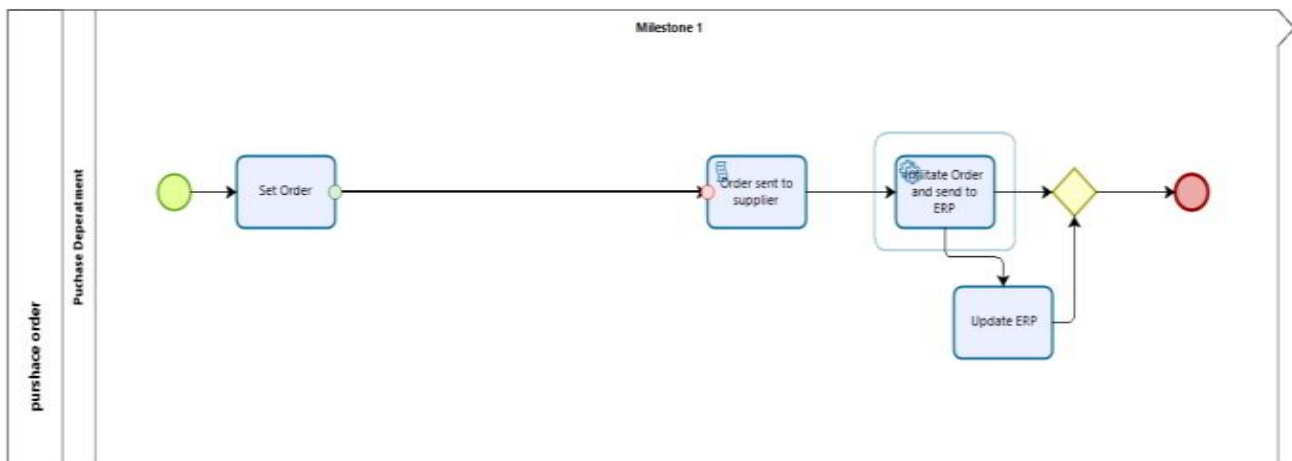 Milestone 1
purshace order
Puchase Deperatment
Set Order
Order sent to
supplier
Order
and send to
ERP
Update ERP